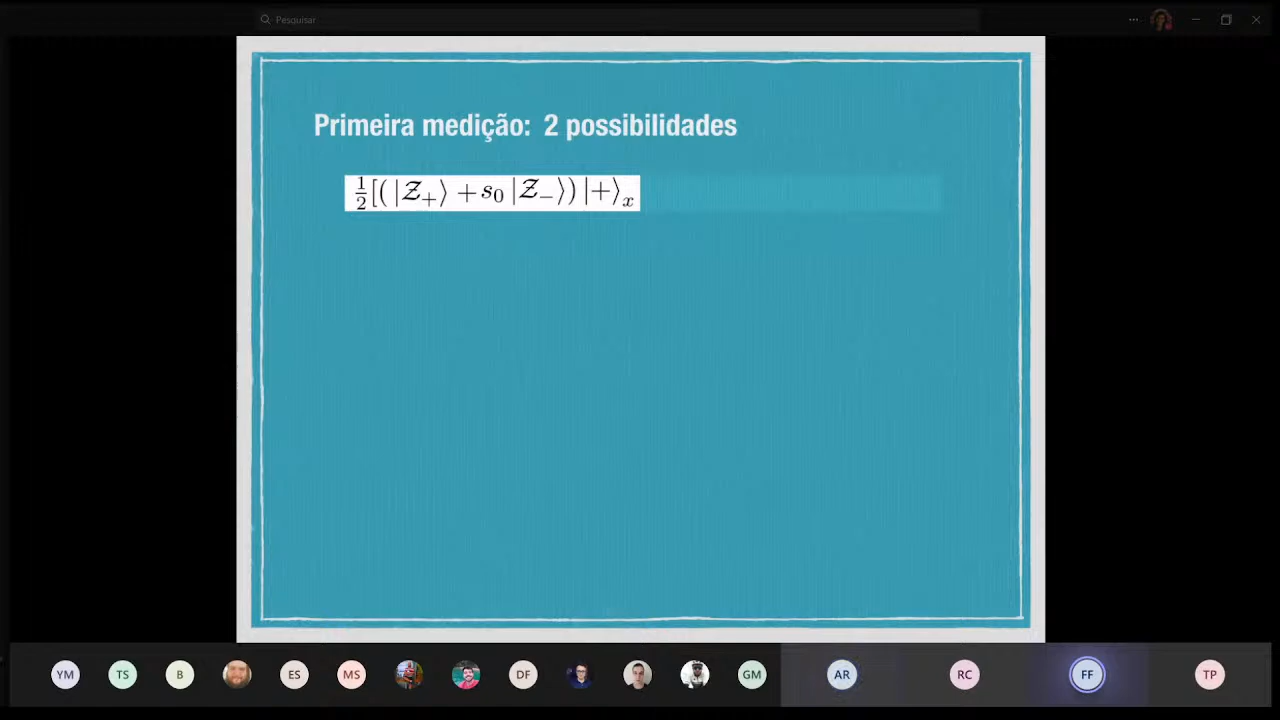 Pesquisar
Primeira medição: 2 possibilidades
½[(|𝒵₊⟩ + s₀ |𝒵₋⟩) |+⟩ₓ
YM TS B ES MS DF GM AR RC FF TP